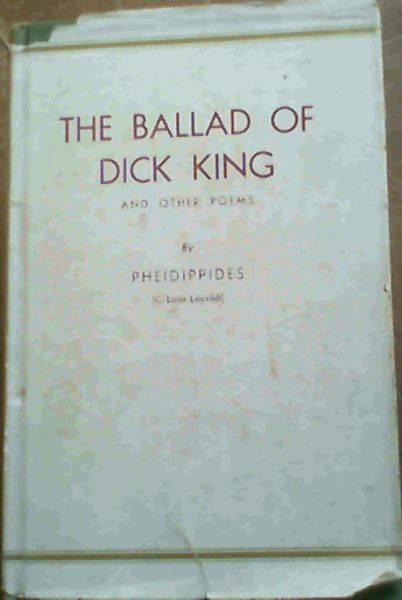 THE BALLAD OF
DICK KING
AND OTHER POEMS
By
PHEIDIPPIDES
(C. Louis Leipoldt)